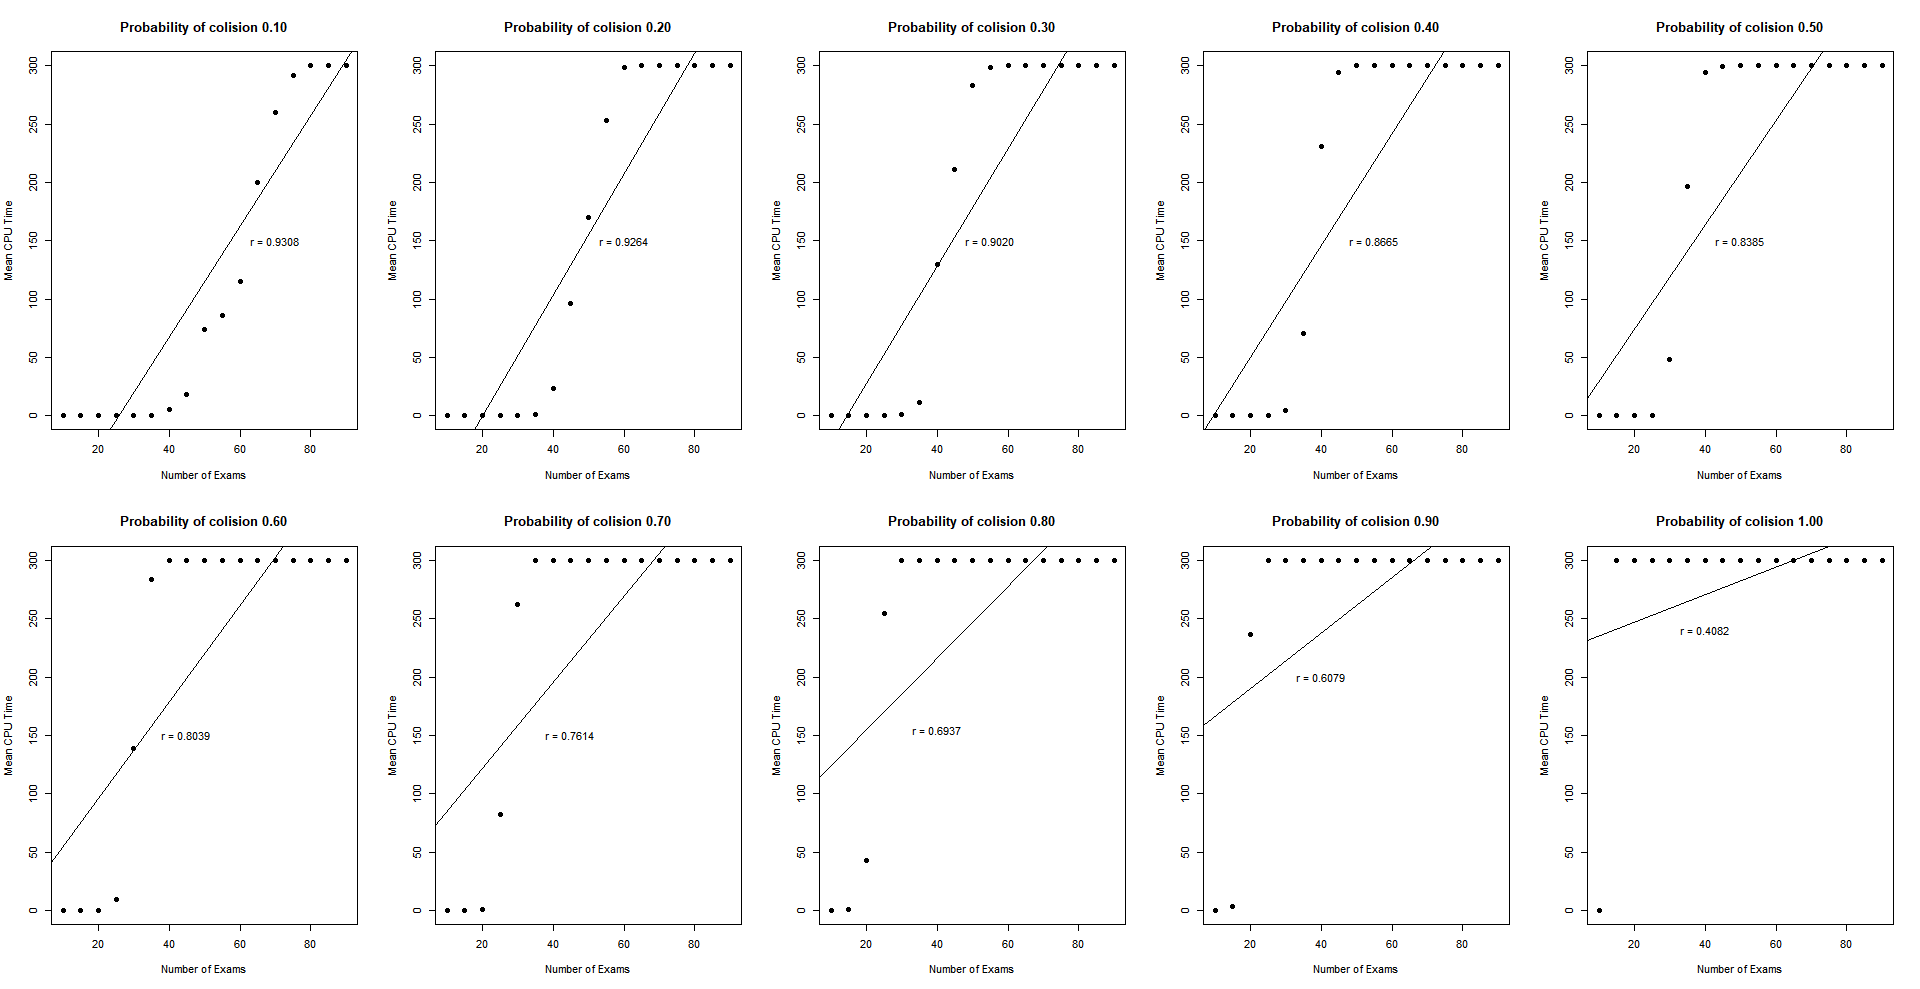 Probability of colision 0.10
300
250
200
150
100
50
0
Mean CPU Time
r = 0.9308
20 40 60 80
Number of Exams
Probability of colision 0.20
300
250
200
150
100
50
0
Mean CPU Time
r = 0.9264
20 40 60 80
Number of Exams
Probability of colision 0.30
300
250
200
150
100
50
0
Mean CPU Time
r = 0.9020
20 40 60 80
Number of Exams
Probability of colision 0.40
300
250
200
150
100
50
0
Mean CPU Time
r = 0.8665
20 40 60 80
Number of Exams
Probability of colision 0.50
300
250
200
150
100
50
0
Mean CPU Time
r = 0.8385
20 40 60 80
Number of Exams
Probability of colision 0.60
300
250
200
150
100
50
0
Mean CPU Time
r = 0.8039
20 40 60 80
Number of Exams
Probability of colision 0.70
300
250
200
150
100
50
0
Mean CPU Time
r = 0.7614
20 40 60 80
Number of Exams
Probability of colision 0.80
300
250
200
150
100
50
0
Mean CPU Time
r = 0.6937
20 40 60 80
Number of Exams
Probability of colision 0.90
300
250
200
150
100
50
0
Mean CPU Time
r = 0.6079
20 40 60 80
Number of Exams
Probability of colision 1.00
300
250
200
150
100
50
0
Mean CPU Time
r = 0.4082
20 40 60 80
Number of Exams